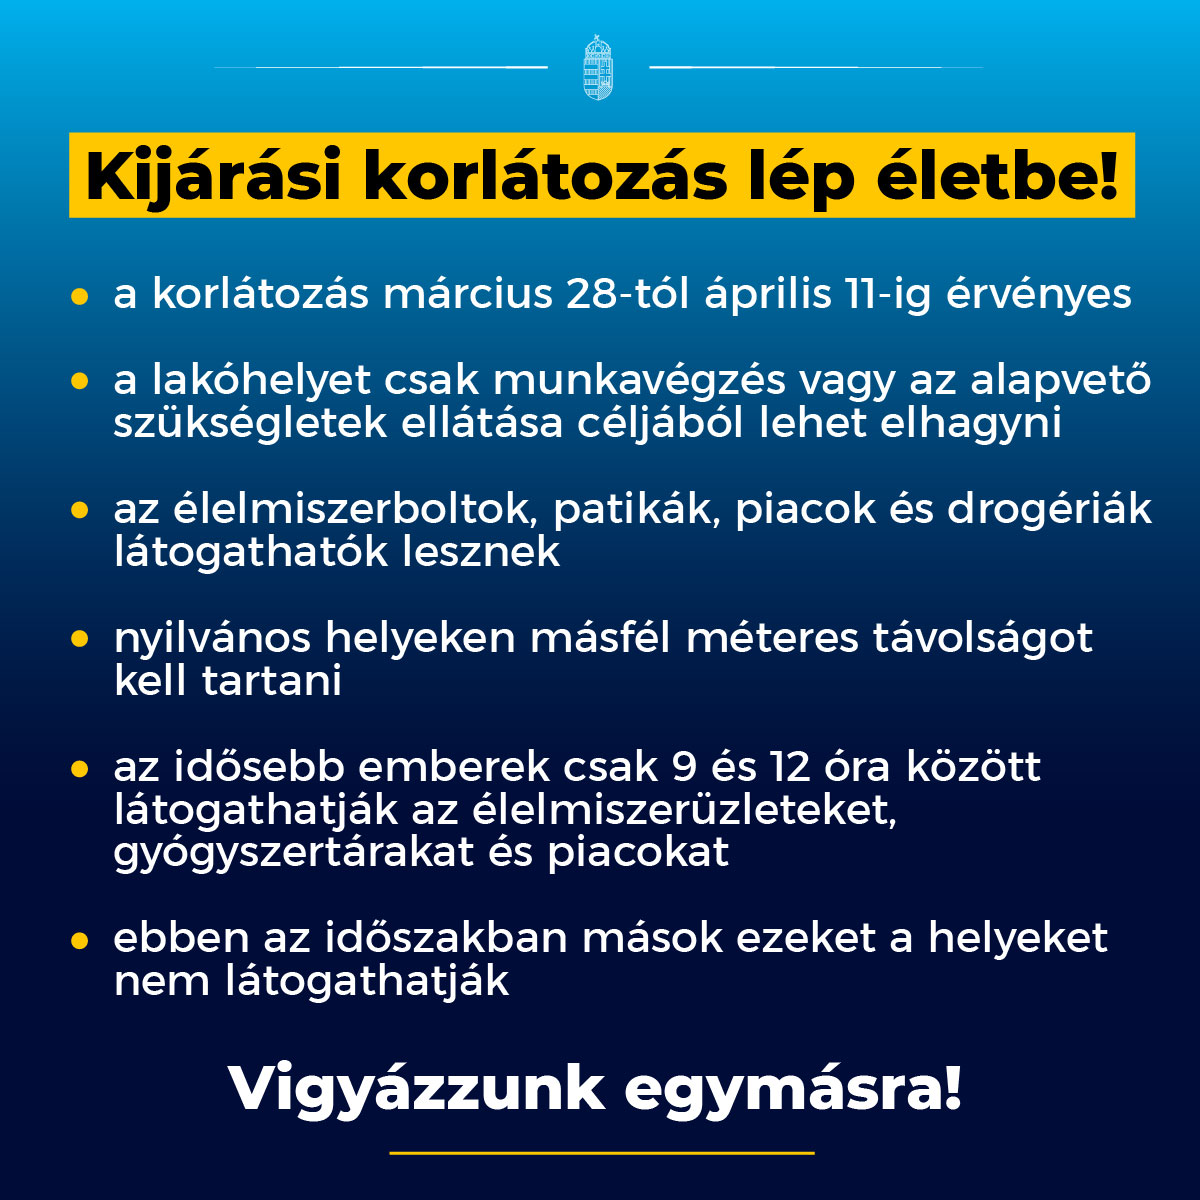 Kijárási korlátozás lép életbe!
• a korlátozás március 28-tól április 11-ig érvényes
• a lakóhelyet csak munkavégzés vagy az alapvető
szükségletek ellátása céljából lehet elhagyni
• az élelmiszerboltok, patikák, piacok és drogériák
látogathatók lesznek
• nyilvános helyeken másfél méteres távolságot
kell tartani
• az idősebb emberek csak 9 és 12 óra között
látogathatják az élelmiszerüzleteket,
gyógyszertárakat és piacokat
• ebben az időszakban mások ezeket a helyeket
nem látogathatják
Vigyázzunk egymásra!